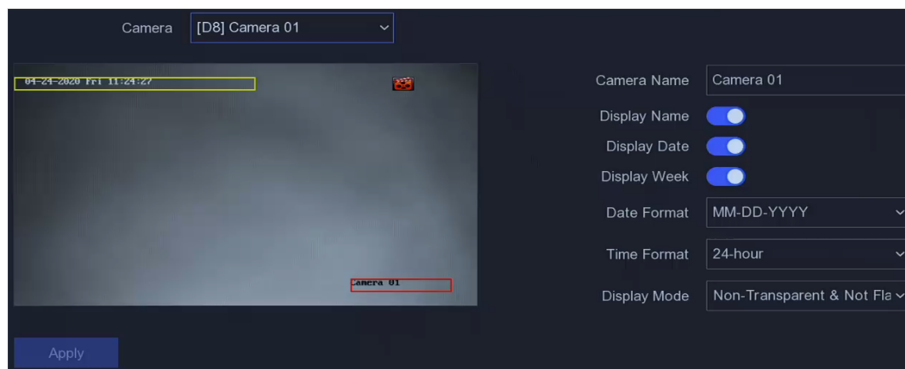 Camera [D8] Camera 01
04-24-2020 Fri 11:24:27
Camera 01
Camera Name Camera 01
Display Name
Display Date
Display Week
Date Format MM-DD-YYYY
Time Format 24-hour
Display Mode Non-Transparent & Not Fla
Apply